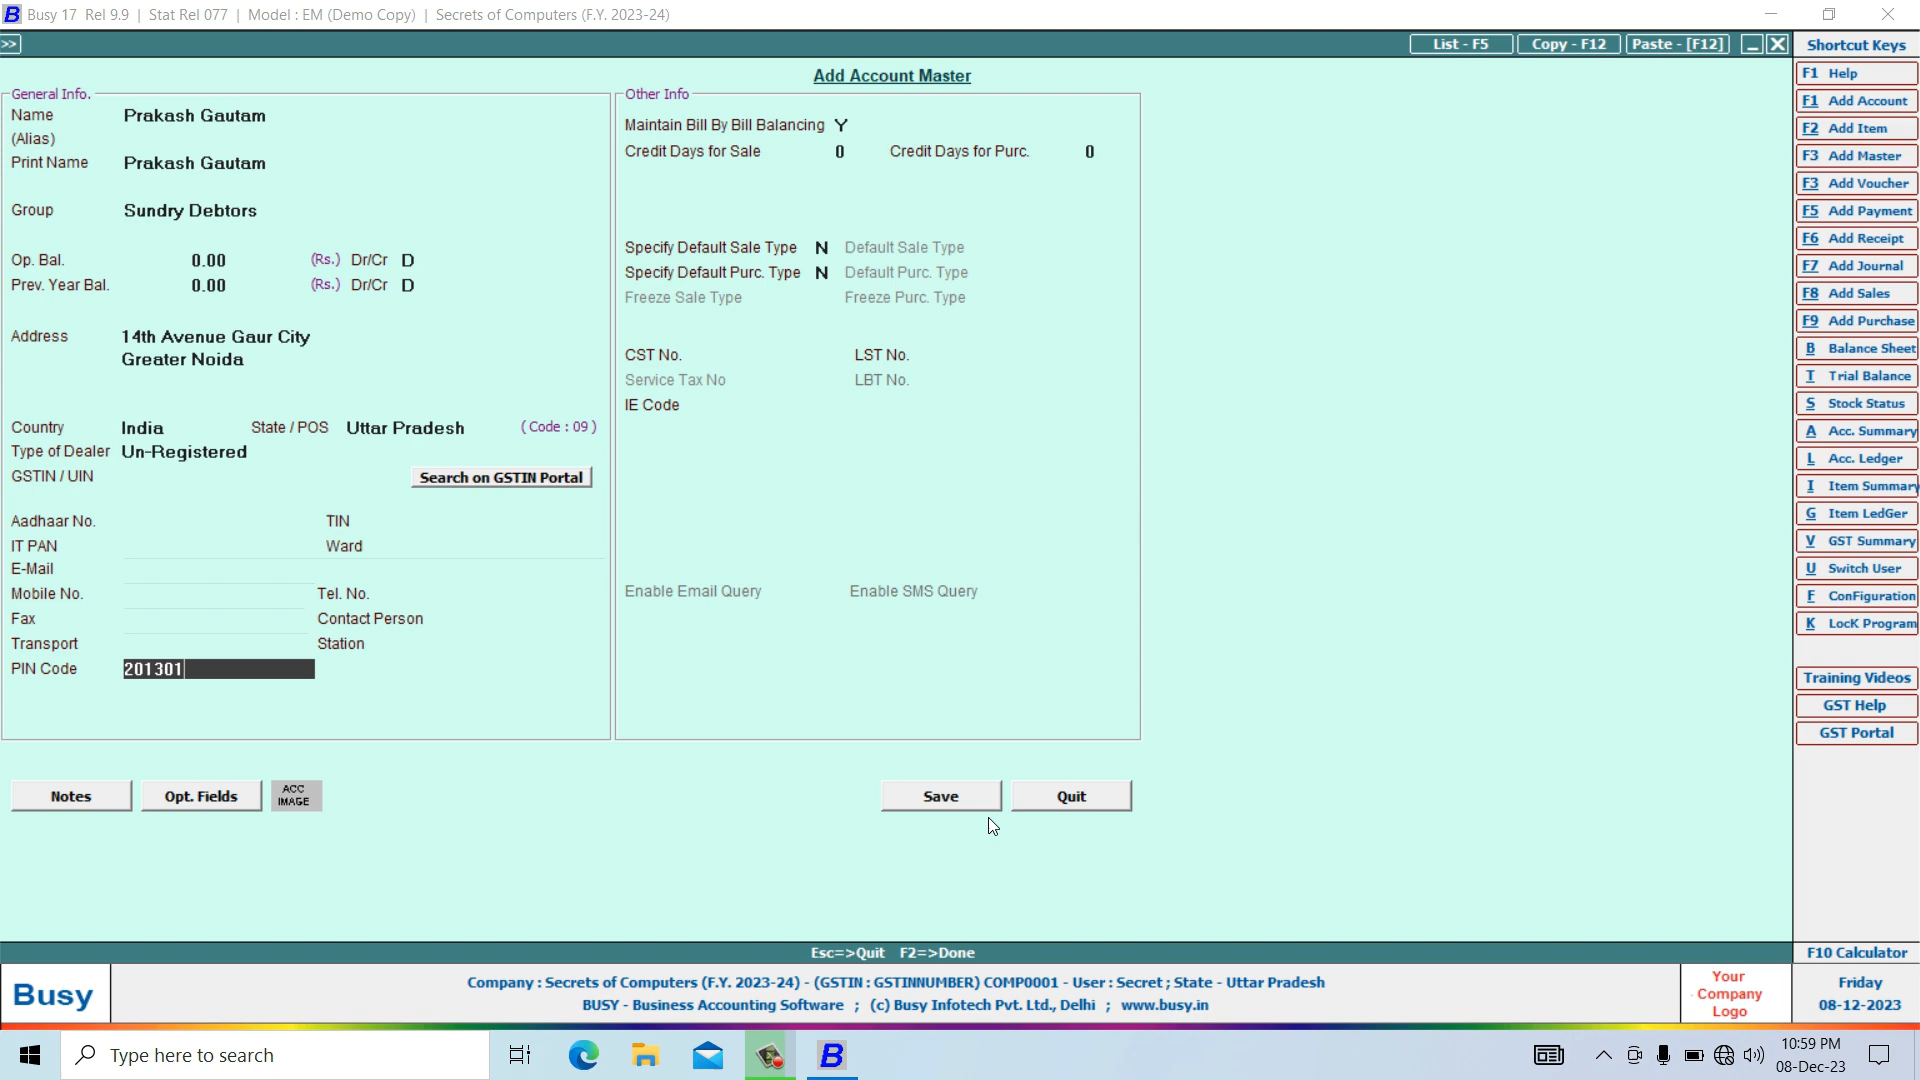 B Busy 17 Rel 9.9 | Stat Rel 077 | Model : EM (Demo Copy) | Secrets of Computers (F.Y. 2023-24)
>> List - F5 Copy - F12 Paste - [F12] Shortcut Keys
Add Account Master
General Info.
Name Prakash Gautam
(Alias)
Print Name Prakash Gautam
Group Sundry Debtors
Op. Bal. 0.00 (Rs.) Dr/Cr D
Prev. Year Bal. 0.00 (Rs.) Dr/Cr D
Address 14th Avenue Gaur City
Greater Noida
Country India State / POS Uttar Pradesh ( Code : 09 )
Type of Dealer Un-Registered
GSTIN / UIN Search on GSTIN Portal
Aadhaar No. TIN
IT PAN Ward
E-Mail
Mobile No. Tel. No.
Fax Contact Person
Transport Station
PIN Code 201301
Other Info
Maintain Bill By Bill Balancing Y
Credit Days for Sale 0 Credit Days for Purc. 0
Specify Default Sale Type N Default Sale Type
Specify Default Purc. Type N Default Purc. Type
Freeze Sale Type Freeze Purc. Type
CST No. LST No.
Service Tax No LBT No.
IE Code
Enable Email Query Enable SMS Query
Notes Opt. Fields ACC
IMAGE
Save Quit
F1 Help
F1 Add Account
F2 Add Item
F3 Add Master
F3 Add Voucher
F5 Add Payment
F6 Add Receipt
F7 Add Journal
F8 Add Sales
F9 Add Purchase
B Balance Sheet
T Trial Balance
S Stock Status
A Acc. Summary
L Acc. Ledger
I Item Summary
G Item LedGer
V GST Summary
U Switch User
F ConFiguration
K LocK Program
Training Videos
GST Help
GST Portal
Esc=>Quit F2=>Done F10 Calculator
Busy
Company : Secrets of Computers (F.Y. 2023-24) - (GSTIN : GSTINNUMBER) COMP0001 - User : Secret ; State - Uttar Pradesh
BUSY - Business Accounting Software ; (c) Busy Infotech Pvt. Ltd., Delhi ; www.busy.in
Your
Company
Logo
Friday
08-12-2023
Type here to search
B
10:59 PM
08-Dec-23